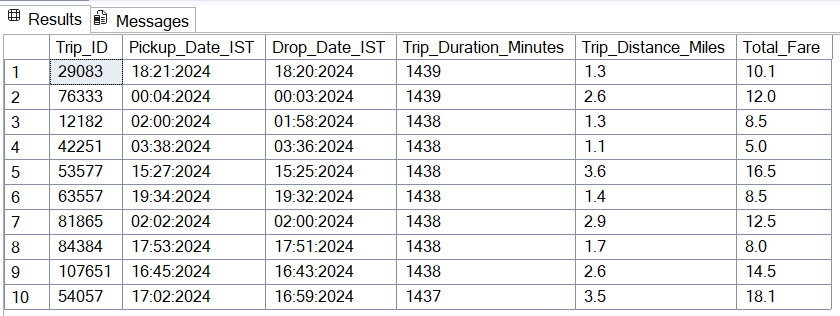 Results Messages
Trip_ID Pickup_Date_IST Drop_Date_IST Trip_Duration_Minutes Trip_Distance_Miles Total_Fare
1 29083 18:21:2024 18:20:2024 1439 1.3 10.1
2 76333 00:04:2024 00:03:2024 1439 2.6 12.0
3 12182 02:00:2024 01:58:2024 1438 1.3 8.5
4 42251 03:38:2024 03:36:2024 1438 1.1 5.0
5 53577 15:27:2024 15:25:2024 1438 3.6 16.5
6 63557 19:34:2024 19:32:2024 1438 1.4 8.5
7 81865 02:02:2024 02:00:2024 1438 2.9 12.5
8 84384 17:53:2024 17:51:2024 1438 1.7 8.0
9 107651 16:45:2024 16:43:2024 1438 2.6 14.5
10 54057 17:02:2024 16:59:2024 1437 3.5 18.1